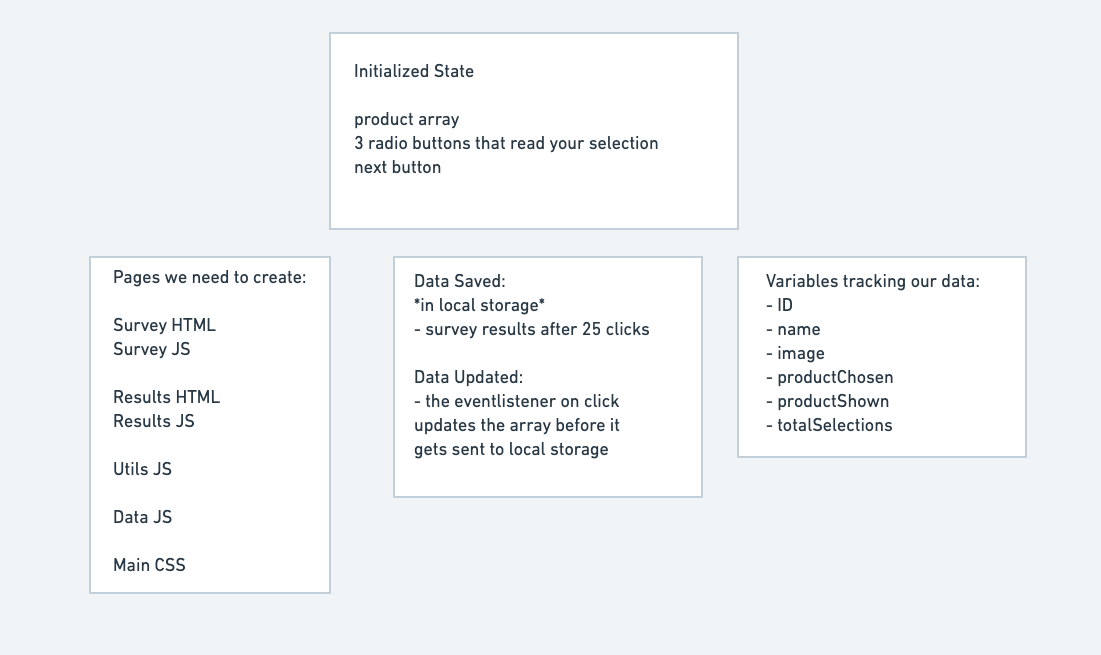 Initialized State
product array
3 radio buttons that read your selection
next button
Pages we need to create:
Survey HTML
Survey JS
Results HTML
Results JS
Utils JS
Data JS
Main CSS
Data Saved:
*in local storage*
- survey results after 25 clicks
Data Updated:
- the eventlistener on click
updates the array before it
gets sent to local storage
Variables tracking our data:
- ID
- name
- image
- productChosen
- productShown
- totalSelections